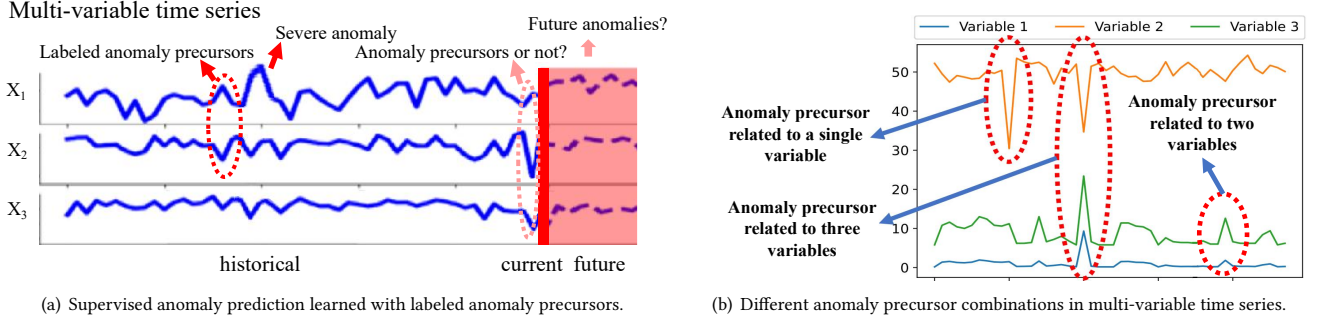 Multi-variable time series
Labeled anomaly precursors
Severe anomaly
Anomaly precursors or not?
Future anomalies?
X1
X2
X3
historical
current
future
(a) Supervised anomaly prediction learned with labeled anomaly precursors.
Variable 1
Variable 2
Variable 3
50
40
30
20
10
0
Anomaly precursor
related to a single
variable
Anomaly precursor
related to three
variables
Anomaly precursor
related to two
variables
(b) Different anomaly precursor combinations in multi-variable time series.